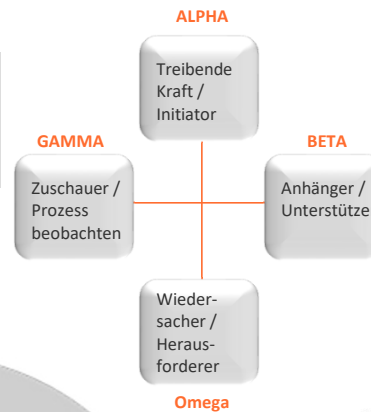 ALPHA
Treibende
Kraft /
Initiator
GAMMA
Zuschauer /
Prozess
beobachten
BETA
Anhänger /
Unterstütze
Wieder-
sacher /
Heraus-
forderer
Omega